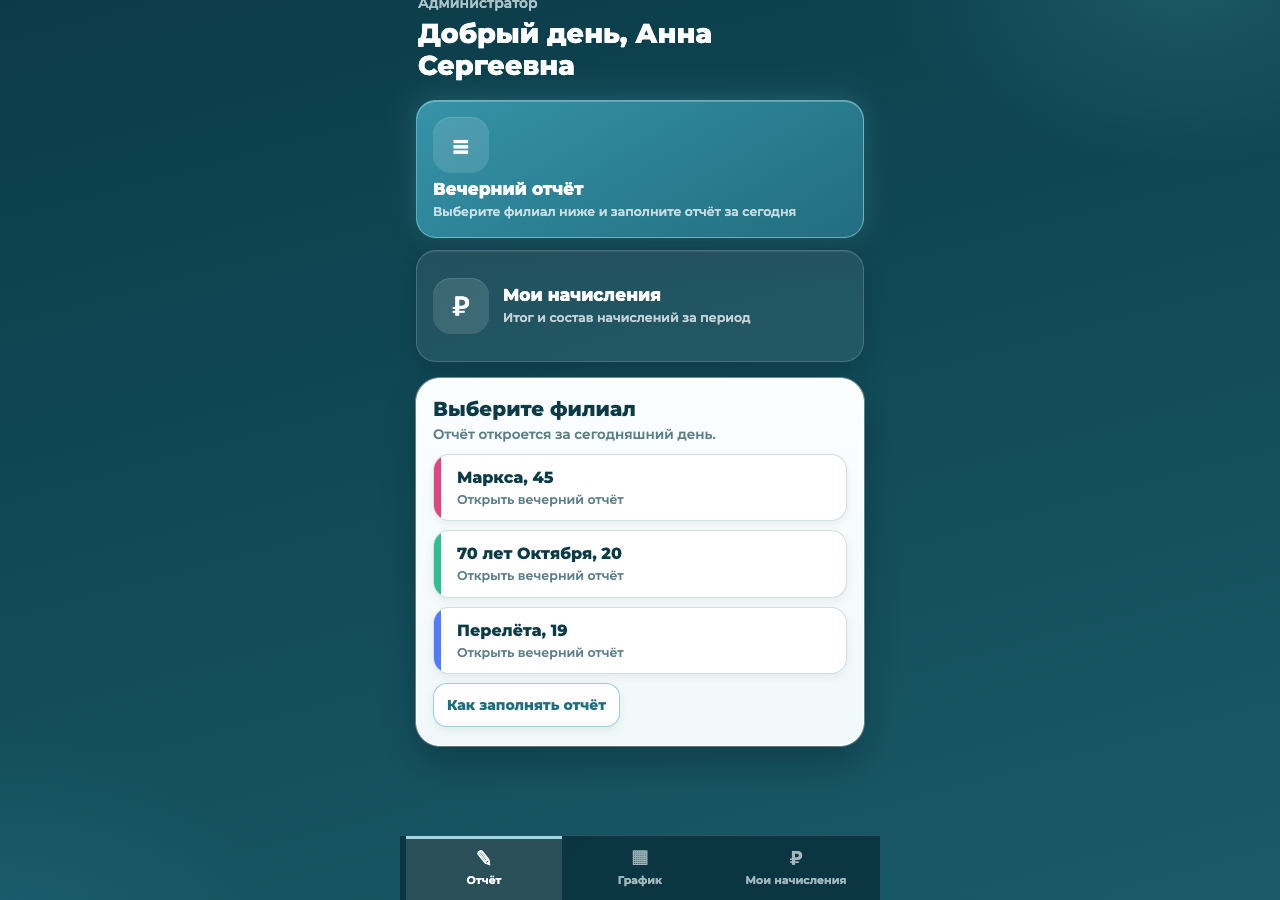 Администратор
Добрый день, Анна
Сергеевна
Вечерний отчёт
Выберите филиал ниже и заполните отчёт за сегодня
₽
Мои начисления
Итог и состав начислений за период
Выберите филиал
Отчёт откроется за сегодняшний день.
Маркса, 45
Открыть вечерний отчёт
70 лет Октября, 20
Открыть вечерний отчёт
Перелёта, 19
Открыть вечерний отчёт
Как заполнять отчёт
Отчёт
График
₽
Мои начисления